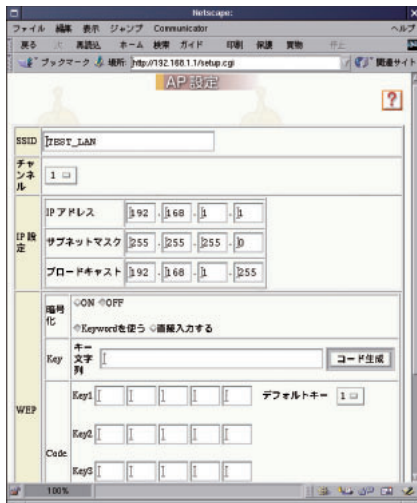 Netscape:
ファイル 編集 表示 ジャンプ Communicator ヘルプ
戻る 次 再読込 ホーム 検索 ガイド 印刷 保護 買物 停止
ブックマーク 場所: http://192.168.1.1/setup.cgi 関連サイト
AP 設定
?
SSID TEST_LAN
チャンネル 1
IP 設定
IP アドレス 192 . 168 . 1 . 1
サブネットマスク 255 . 255 . 255 . 0
ブロードキャスト 192 . 168 . 1 . 255
WEP
暗号化 ON OFF
Keywordを使う 直接入力する
Key キー文字列 コード生成
Code
Key1 デフォルトキー 1
Key2
Key3
100%